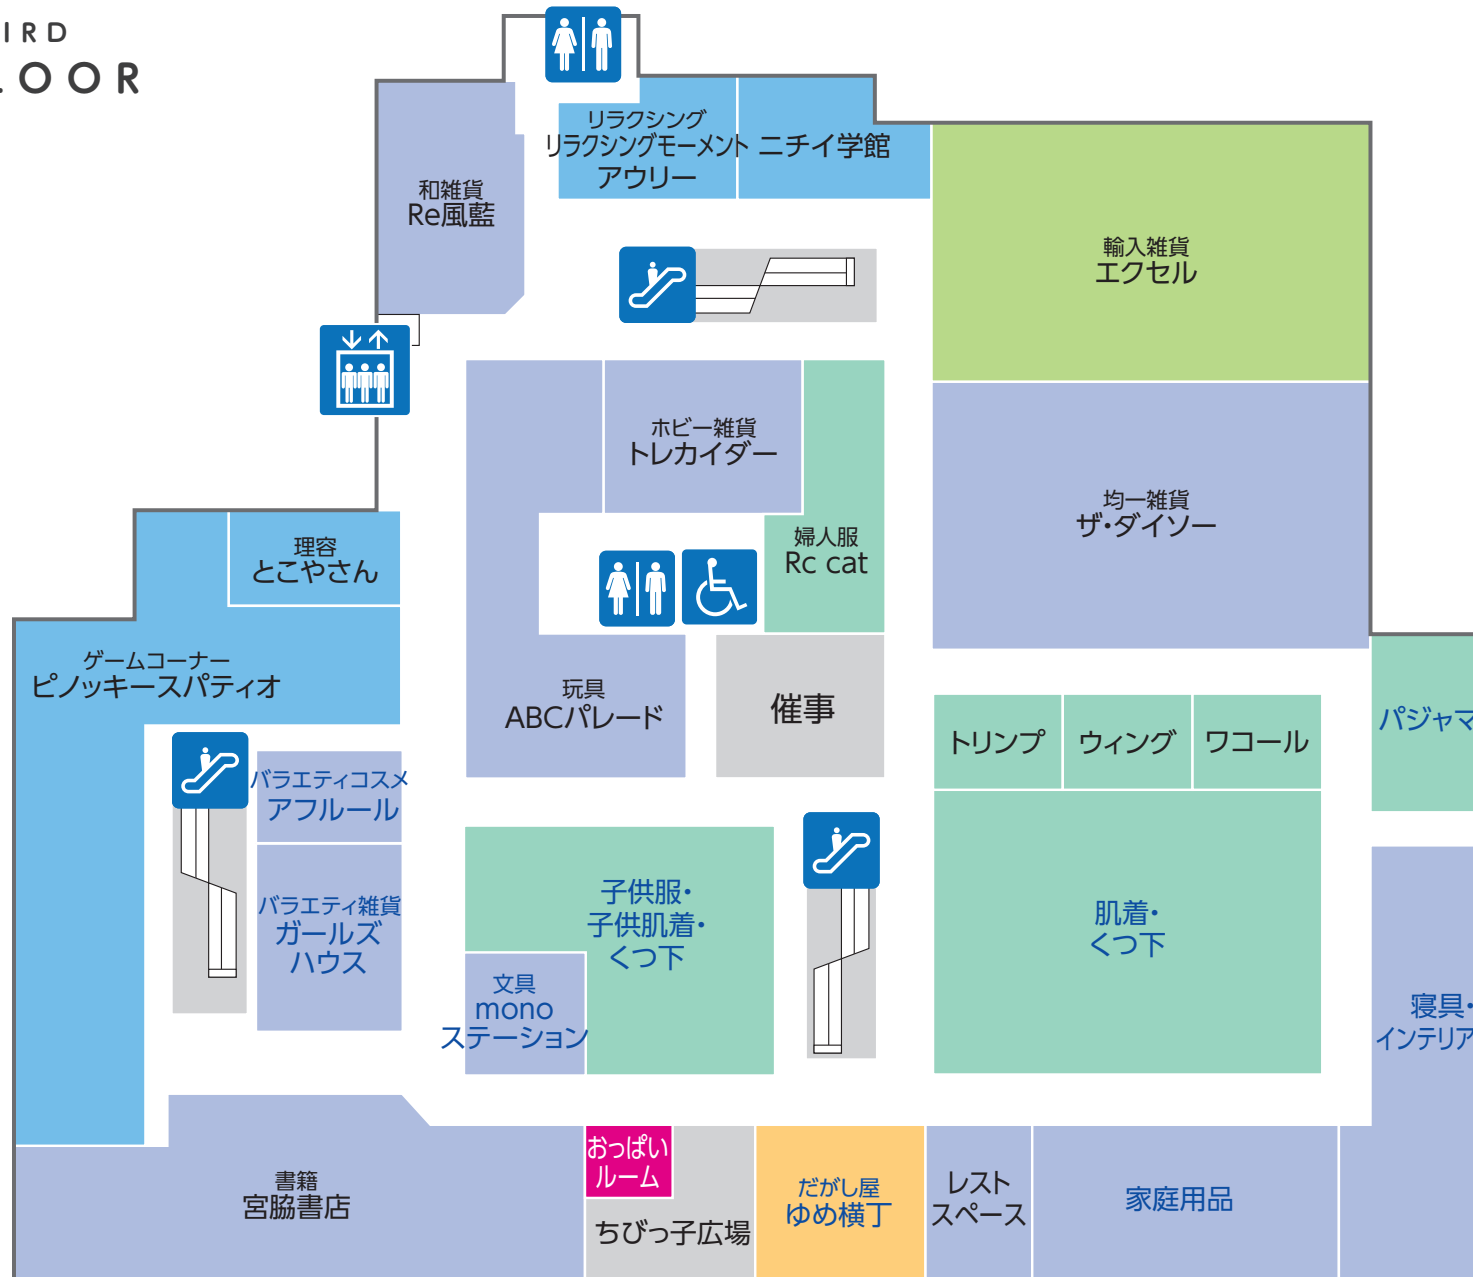 IRD
LOOR
リラクシング
リラクシングモーメント
アウリー
ニチイ学館
和雑貨
Re風藍
輸入雑貨
エクセル
ホビー雑貨
トレカイダー
均一雑貨
ザ・ダイソー
婦人服
Rc cat
理容
とこやさん
ゲームコーナー
ピノッキースパティオ
玩具
ABCパレード
催事
トリンプ
ウィング
ワコール
パジャマ
バラエティコスメ
アフルール
バラエティ雑貨
ガールズ
ハウス
子供服・
子供肌着・
くつ下
文具
mono
ステーション
肌着・
くつ下
寝具・
インテリア
書籍
宮脇書店
おっぱい
ルーム
ちびっ子広場
だがし屋
ゆめ横丁
レスト
スペース
家庭用品